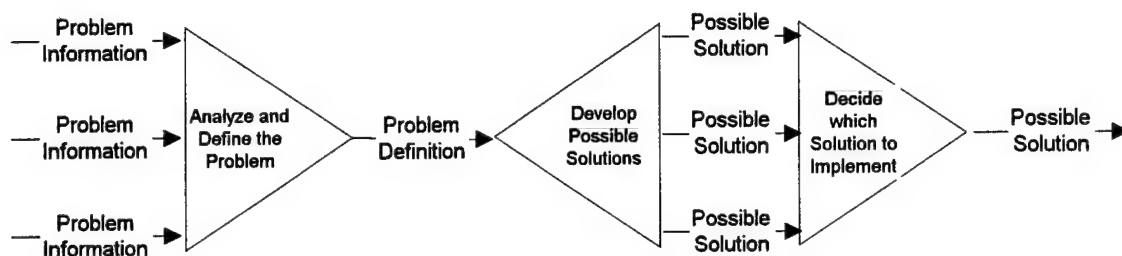 Problem
Information
Problem
Information
Problem
Information
Analyze and
Define the
Problem
Problem
Definition
Develop
Possible
Solutions
Possible
Solution
Possible
Solution
Possible
Solution
Decide
which
Solution to
Implement
Possible
Solution